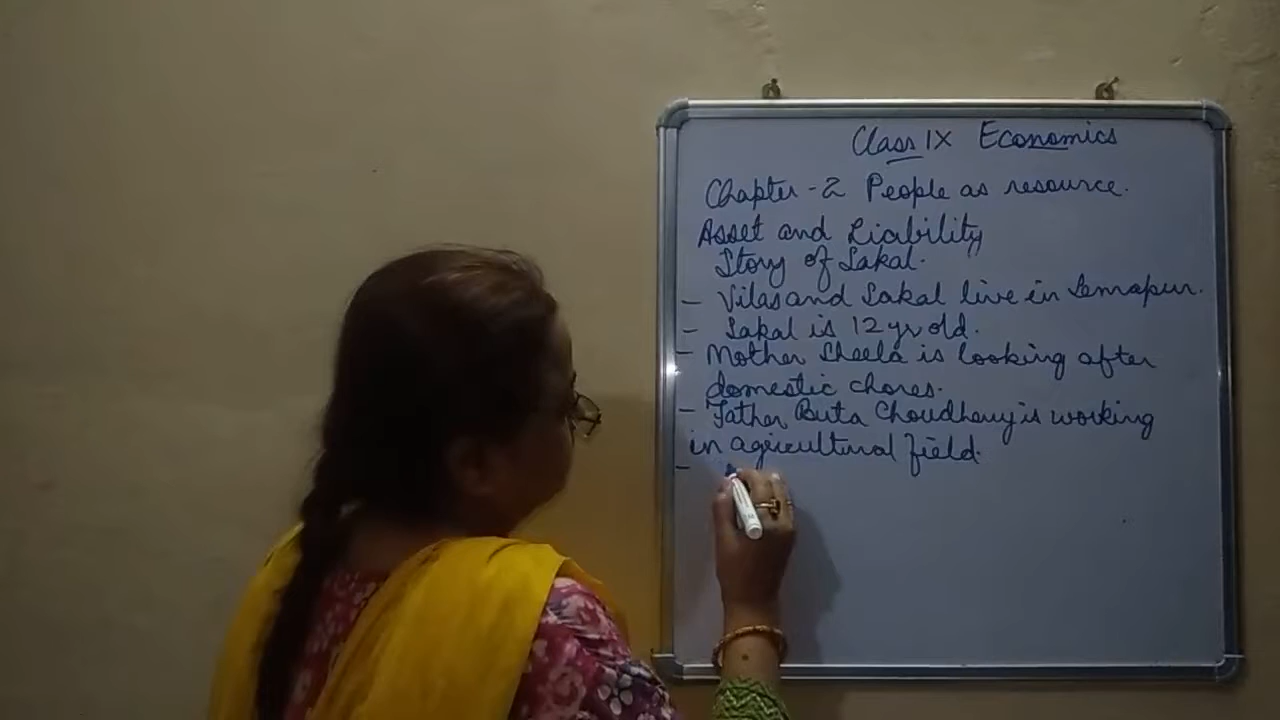 Class IX Economics
Chapter-2 People as resource.
Asset and Liability
Story of Sakal.
- Vilas and Sakal live in Semapur.
- Sakal is 12 yr old.
- Mother Sheela is looking after
domestic chores.
- Father Buta Choudhary is working
in agricultural field.
-